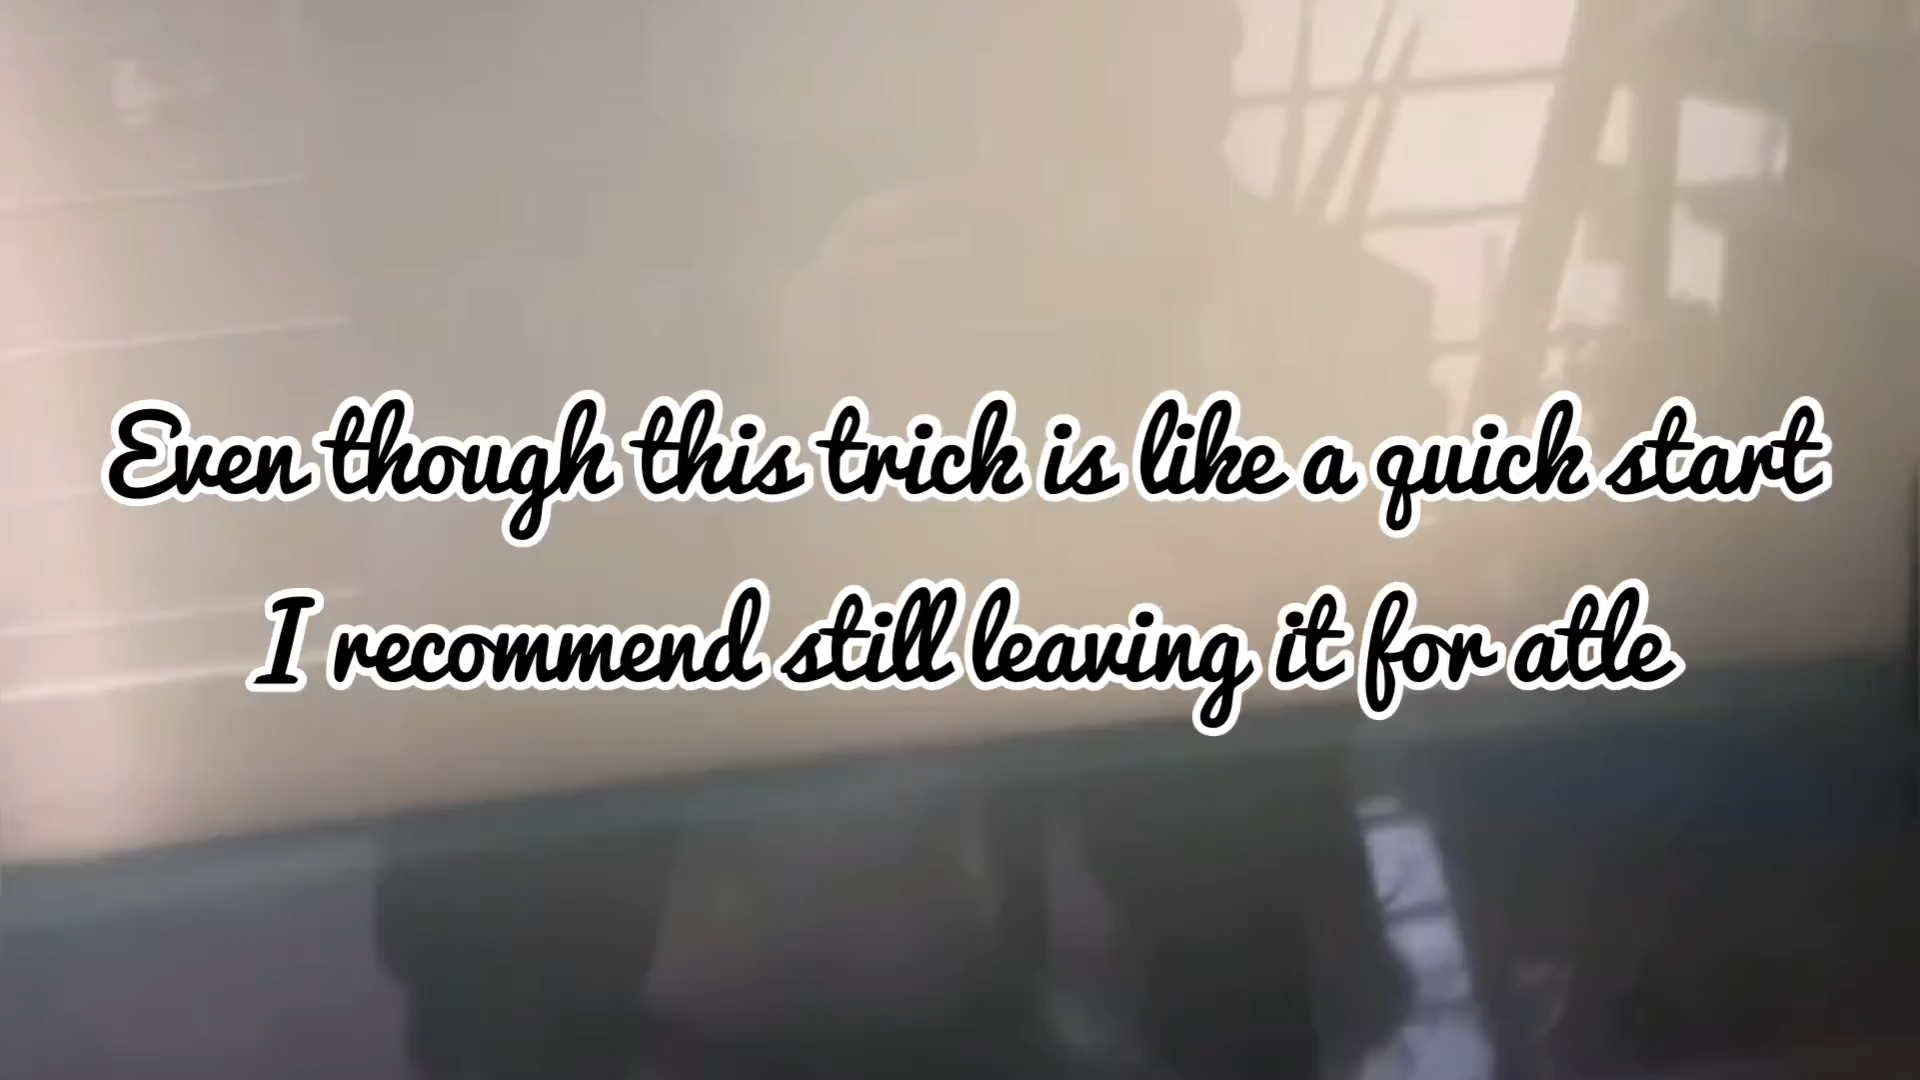 Even though this trick is like a quick start
I recommend still leaving it for atle